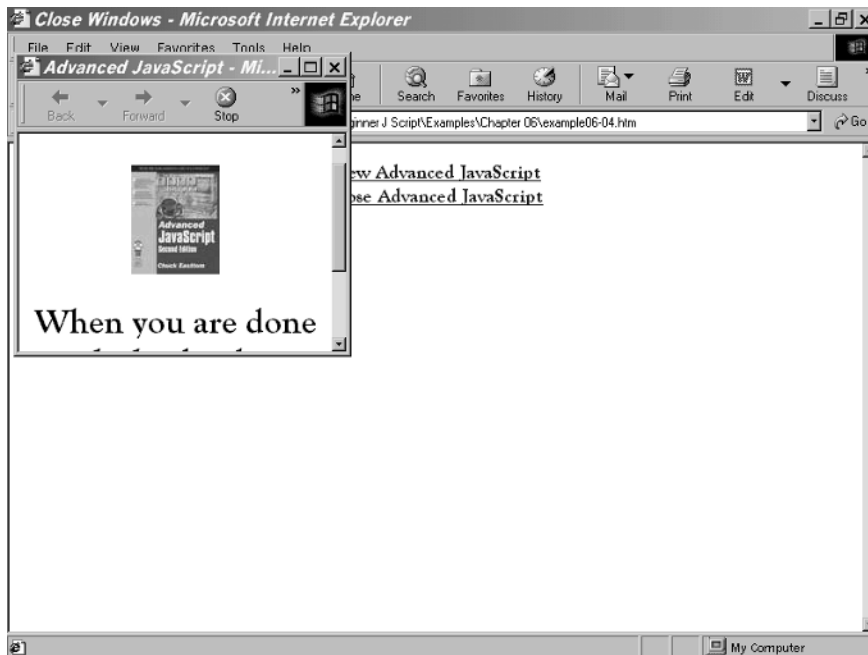 Close Windows - Microsoft Internet Explorer
File Edit View Favorites Tools Help
Advanced JavaScript - Mi...
Back Forward Stop »
Search Favorites History Mail Print Edit Discuss
ginner J Script\Examples\Chapter 06\example06-04.htm
Go
ew Advanced JavaScript
ose Advanced JavaScript
Advanced
JavaScript
Second Edition
Chuck Easttom
When you are done
My Computer